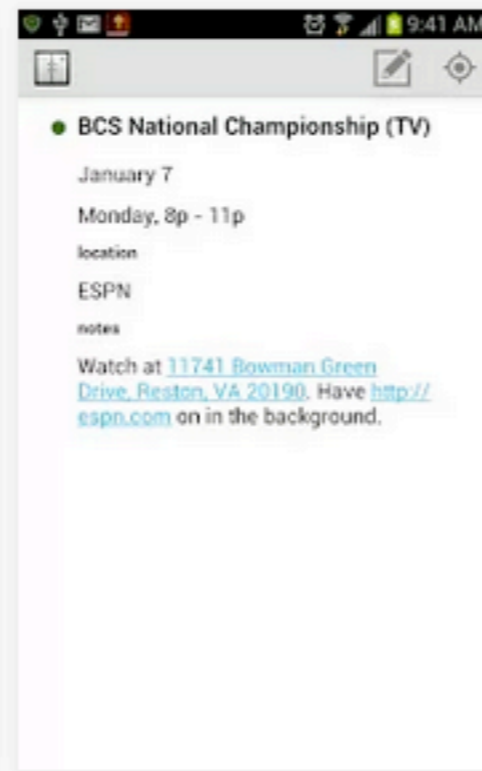 9:41 AM
BCS National Championship (TV)
January 7
Monday, 8p - 11p
location
ESPN
notes
Watch at 11741 Bowman Green
Drive, Reston, VA 20190. Have http://
espn.com on in the background.